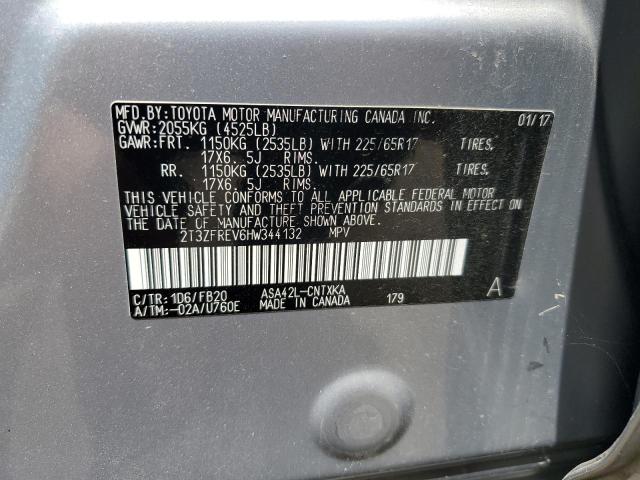 MFD.BY:TOYOTA MOTOR MANUFACTURING CANADA INC. 01/17
GVWR:2055KG (4525LB)
GAWR:FRT. 1150KG (2535LB) WITH 225/65R17 TIRES,
17X6. 5J RIMS.
RR. 1150KG (2535LB) WITH 225/65R17 TIRES,
17X6. 5J RIMS.
THIS VEHICLE CONFORMS TO ALL APPLICABLE FEDERAL MOTOR
VEHICLE SAFETY AND THEFT PREVENTION STANDARDS IN EFFECT ON
THE DATE OF MANUFACTURE SHOWN ABOVE.
2T3ZFREV6HW344132 MPV
C/TR:1D6/FB20 ASA42L-CNTXKA
A/TM:-02A/U760E MADE IN CANADA 179 A